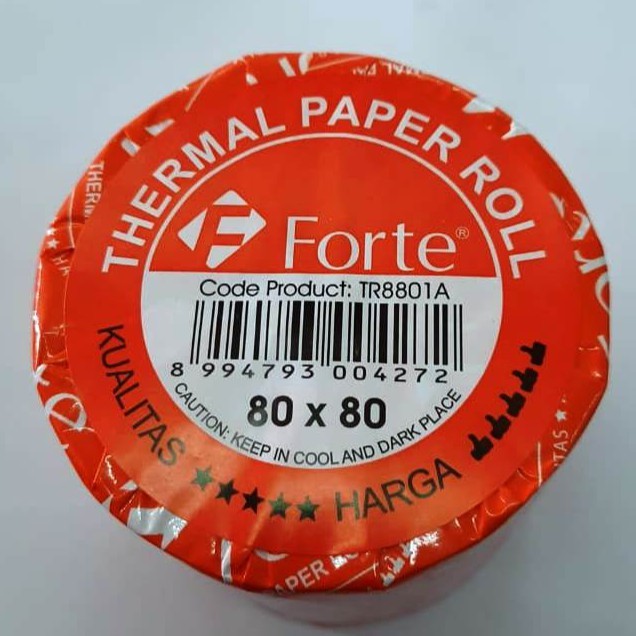 THERMAL PAPER ROLL
Forte®
Code Product: TR8801A
8 994793 004272
80 x 80
CAUTION: KEEP IN COOL AND DARK PLACE
KUALITAS ★★★★★ HARGA